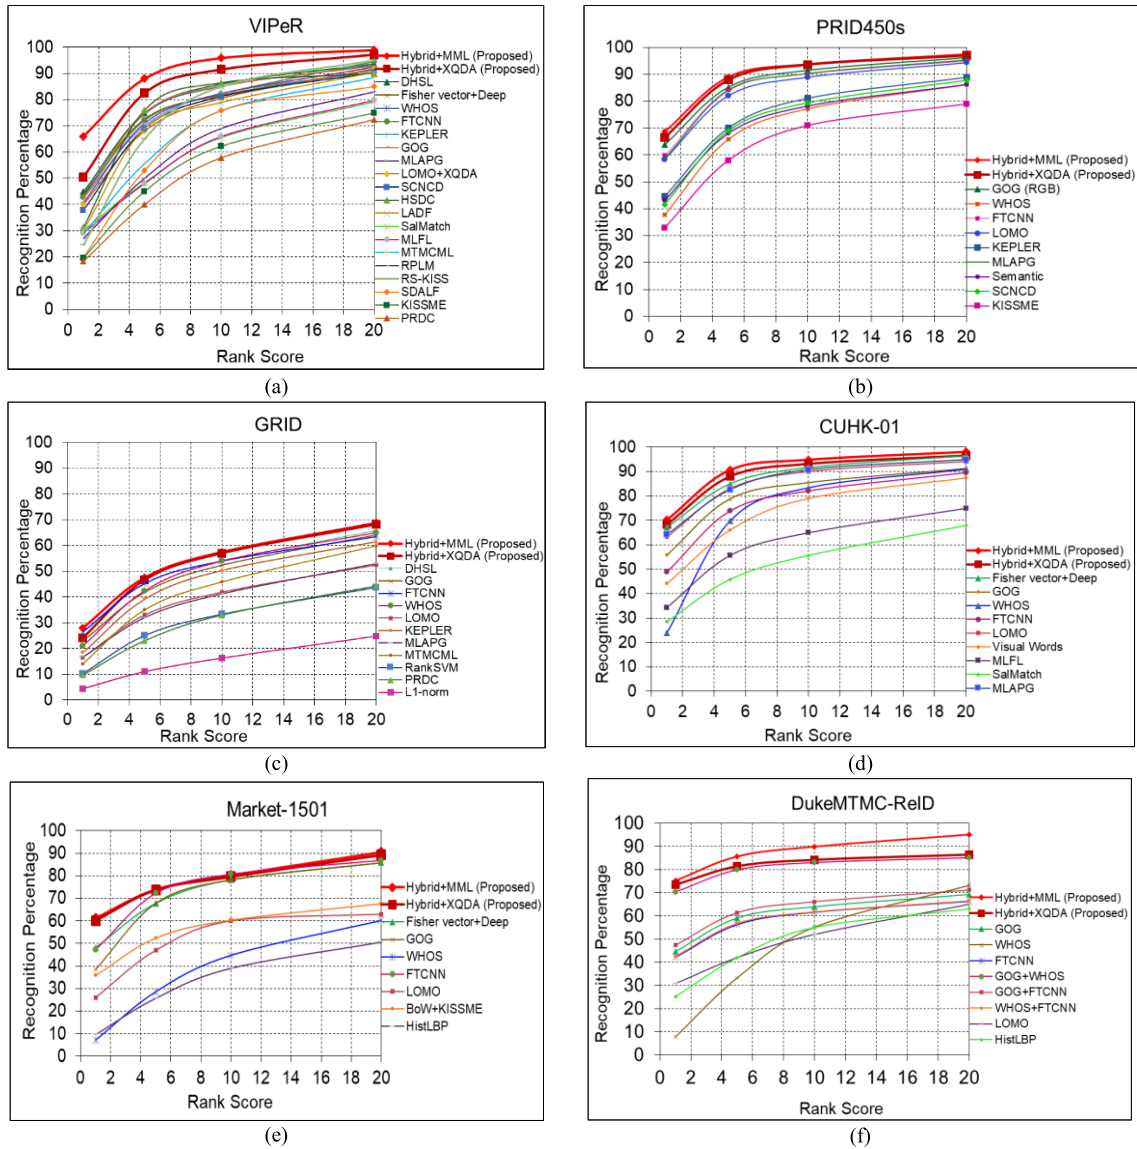 VIPeR
Recognition Percentage
100
90
80
70
60
50
40
30
20
10
0
0 2 4 6 8 10 12 14 16 18 20
Rank Score
Hybrid+MML (Proposed)
Hybrid+XQDA (Proposed)
DHSL
Fisher vector+Deep
WHOS
FTCNN
KEPLER
GOG
MLAPG
LOMO+XQDA
SCNCD
HSDC
LADF
SalMatch
MLFL
MTMCML
RPLM
RS-KISS
SDALF
KISSME
PRDC
(a)
PRID450s
Recognition Percentage
100
90
80
70
60
50
40
30
20
10
0
0 2 4 6 8 10 12 14 16 18 20
Rank Score
Hybrid+MML (Proposed)
Hybrid+XQDA (Proposed)
GOG (RGB)
WHOS
FTCNN
LOMO
KEPLER
MLAPG
Semantic
SCNCD
KISSME
(b)
GRID
Recognition Percentage
100
90
80
70
60
50
40
30
20
10
0
0 2 4 6 8 10 12 14 16 18 20
Rank Score
Hybrid+MML (Proposed)
Hybrid+XQDA (Proposed)
DHSL
GOG
FTCNN
WHOS
LOMO
KEPLER
MLAPG
MTMCML
RankSVM
PRDC
L1-norm
(c)
CUHK-01
Recognition Percentage
100
90
80
70
60
50
40
30
20
10
0
0 2 4 6 8 10 12 14 16 18 20
Rank Score
Hybrid+MML (Proposed)
Hybrid+XQDA (Proposed)
Fisher vector+Deep
GOG
WHOS
FTCNN
LOMO
Visual Words
MLFL
SalMatch
MLAPG
(d)
Market-1501
Recognition Percentage
100
90
80
70
60
50
40
30
20
10
0
0 2 4 6 8 10 12 14 16 18 20
Rank Score
Hybrid+MML (Proposed)
Hybrid+XQDA (Proposed)
Fisher vector+Deep
GOG
WHOS
FTCNN
LOMO
BoW+KISSME
HistLBP
(e)
DukeMTMC-ReID
Recognition Percentage
100
90
80
70
60
50
40
30
20
10
0
0 2 4 6 8 10 12 14 16 18 20
Rank Score
Hybrid+MML (Proposed)
Hybrid+XQDA (Proposed)
GOG
WHOS
FTCNN
GOG+WHOS
GOG+FTCNN
WHOS+FTCNN
LOMO
HistLBP
(f)